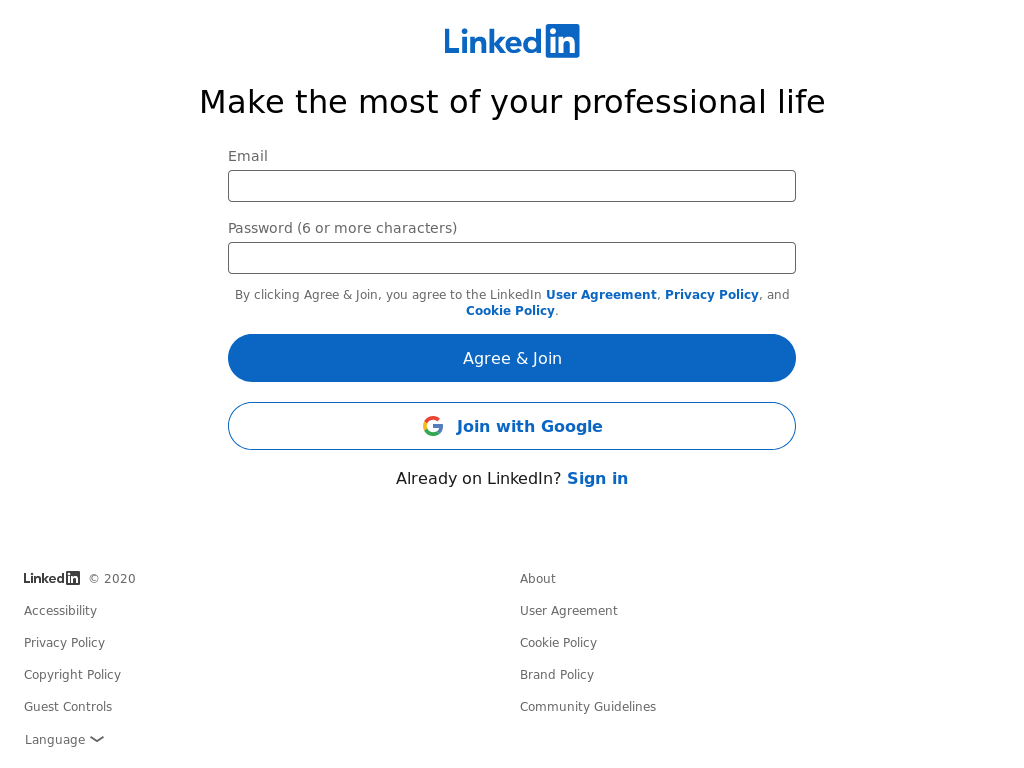 Linkedin
Make the most of your professional life
Email
Password (6 or more characters)
By clicking Agree & Join, you agree to the LinkedIn User Agreement, Privacy Policy, and
Cookie Policy.
Agree & Join
Join with Google
Already on LinkedIn? Sign in
Linkedin © 2020
About
Accessibility
User Agreement
Privacy Policy
Cookie Policy
Copyright Policy
Brand Policy
Guest Controls
Community Guidelines
Language